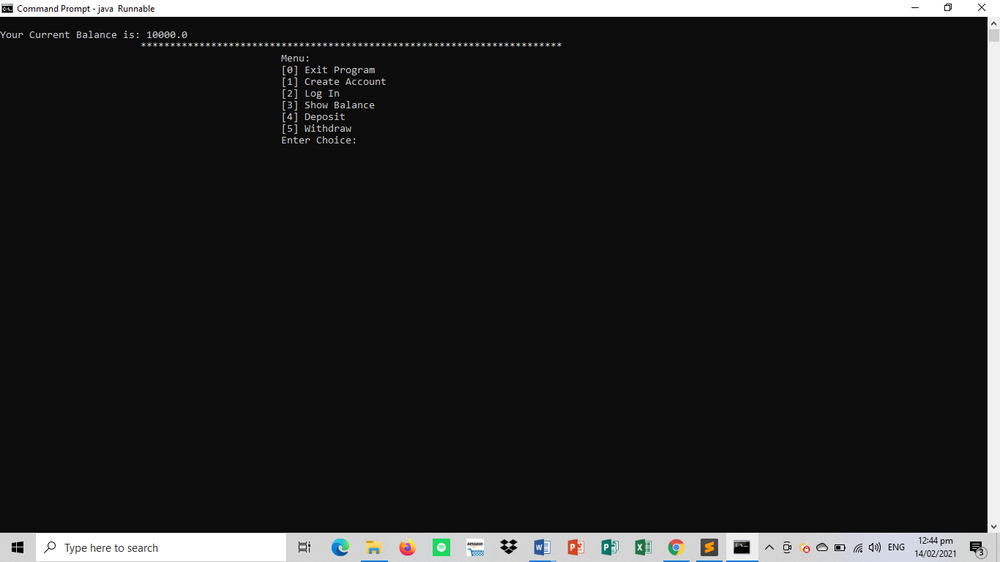 Command Prompt - java  Runnable
Your Current Balance is: 10000.0
************************************************************************
Menu:
[0] Exit Program
[1] Create Account
[2] Log In
[3] Show Balance
[4] Deposit
[5] Withdraw
Enter Choice:
Type here to search
amazon
ENG
12:44 pm
14/02/2021
3